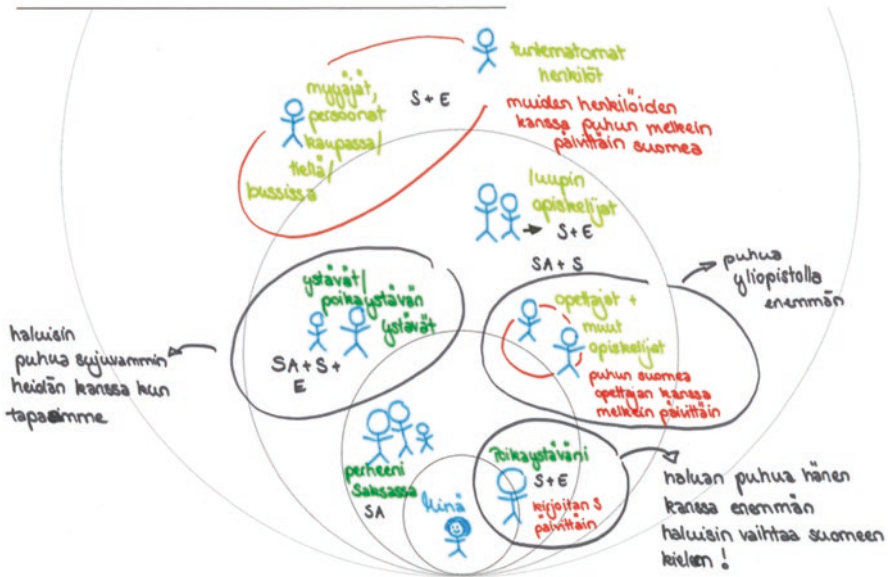 tuntemattomat
henkilöt
muiden henkilöiden
kanssa puhun melkein
päivittäin suomea
myyjät,
persoonat
kaupassa/
tiellä/
bussissa
S + E
luupin
opiskelijat
S + E
SA + S
puhua
yliopistolla
enemmän
ystävät/
poikaystävän
ystävät
SA + S +
E
haluisin
puhua sujuvammin
heidän kanssa kun
tapasimme
opettajat +
muut
opiskelijat
puhun suomea
opettajan kanssa
melkein päivittäin
perheeni
Saksassa
SA
Minä
Poikaystäväni
S + E
kirjoitan S
päivittäin
haluan puhua hänen
kanssa enemmän
haluisin vaihtaa suomeen
kieleen !